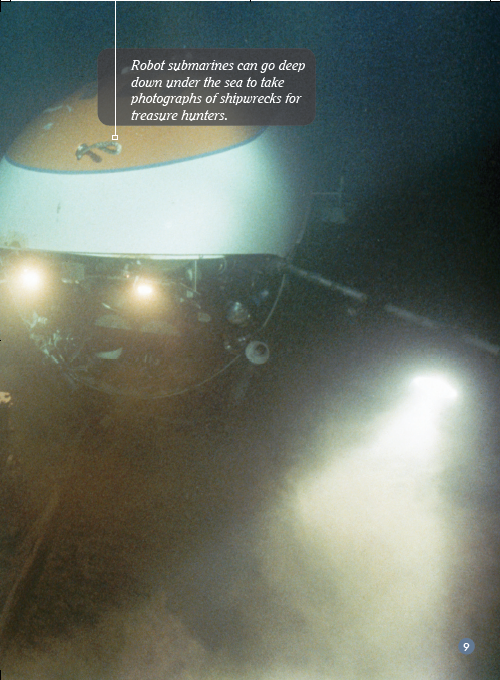 Robot submarines can go deep
down under the sea to take
photographs of shipwrecks for
treasure hunters.
9